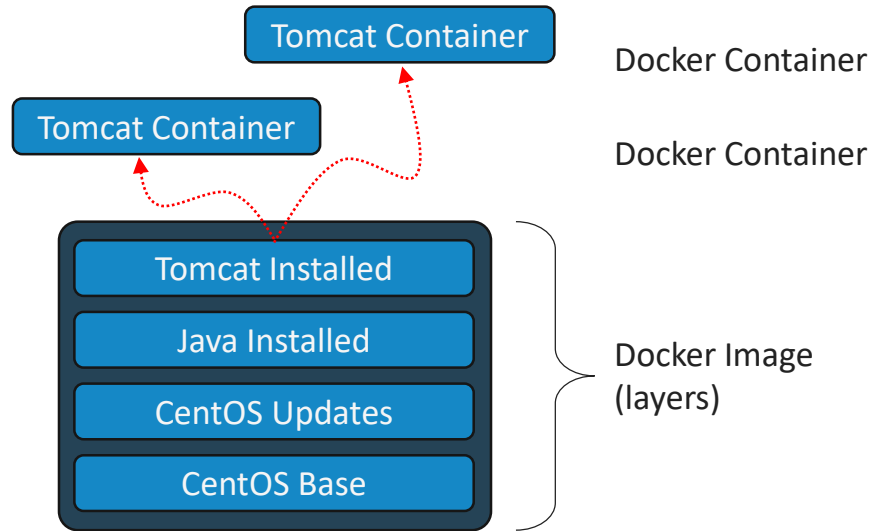 Tomcat Container
Docker Container
Tomcat Container
Docker Container
Tomcat Installed
Java Installed
Docker Image
(layers)
CentOS Updates
CentOS Base